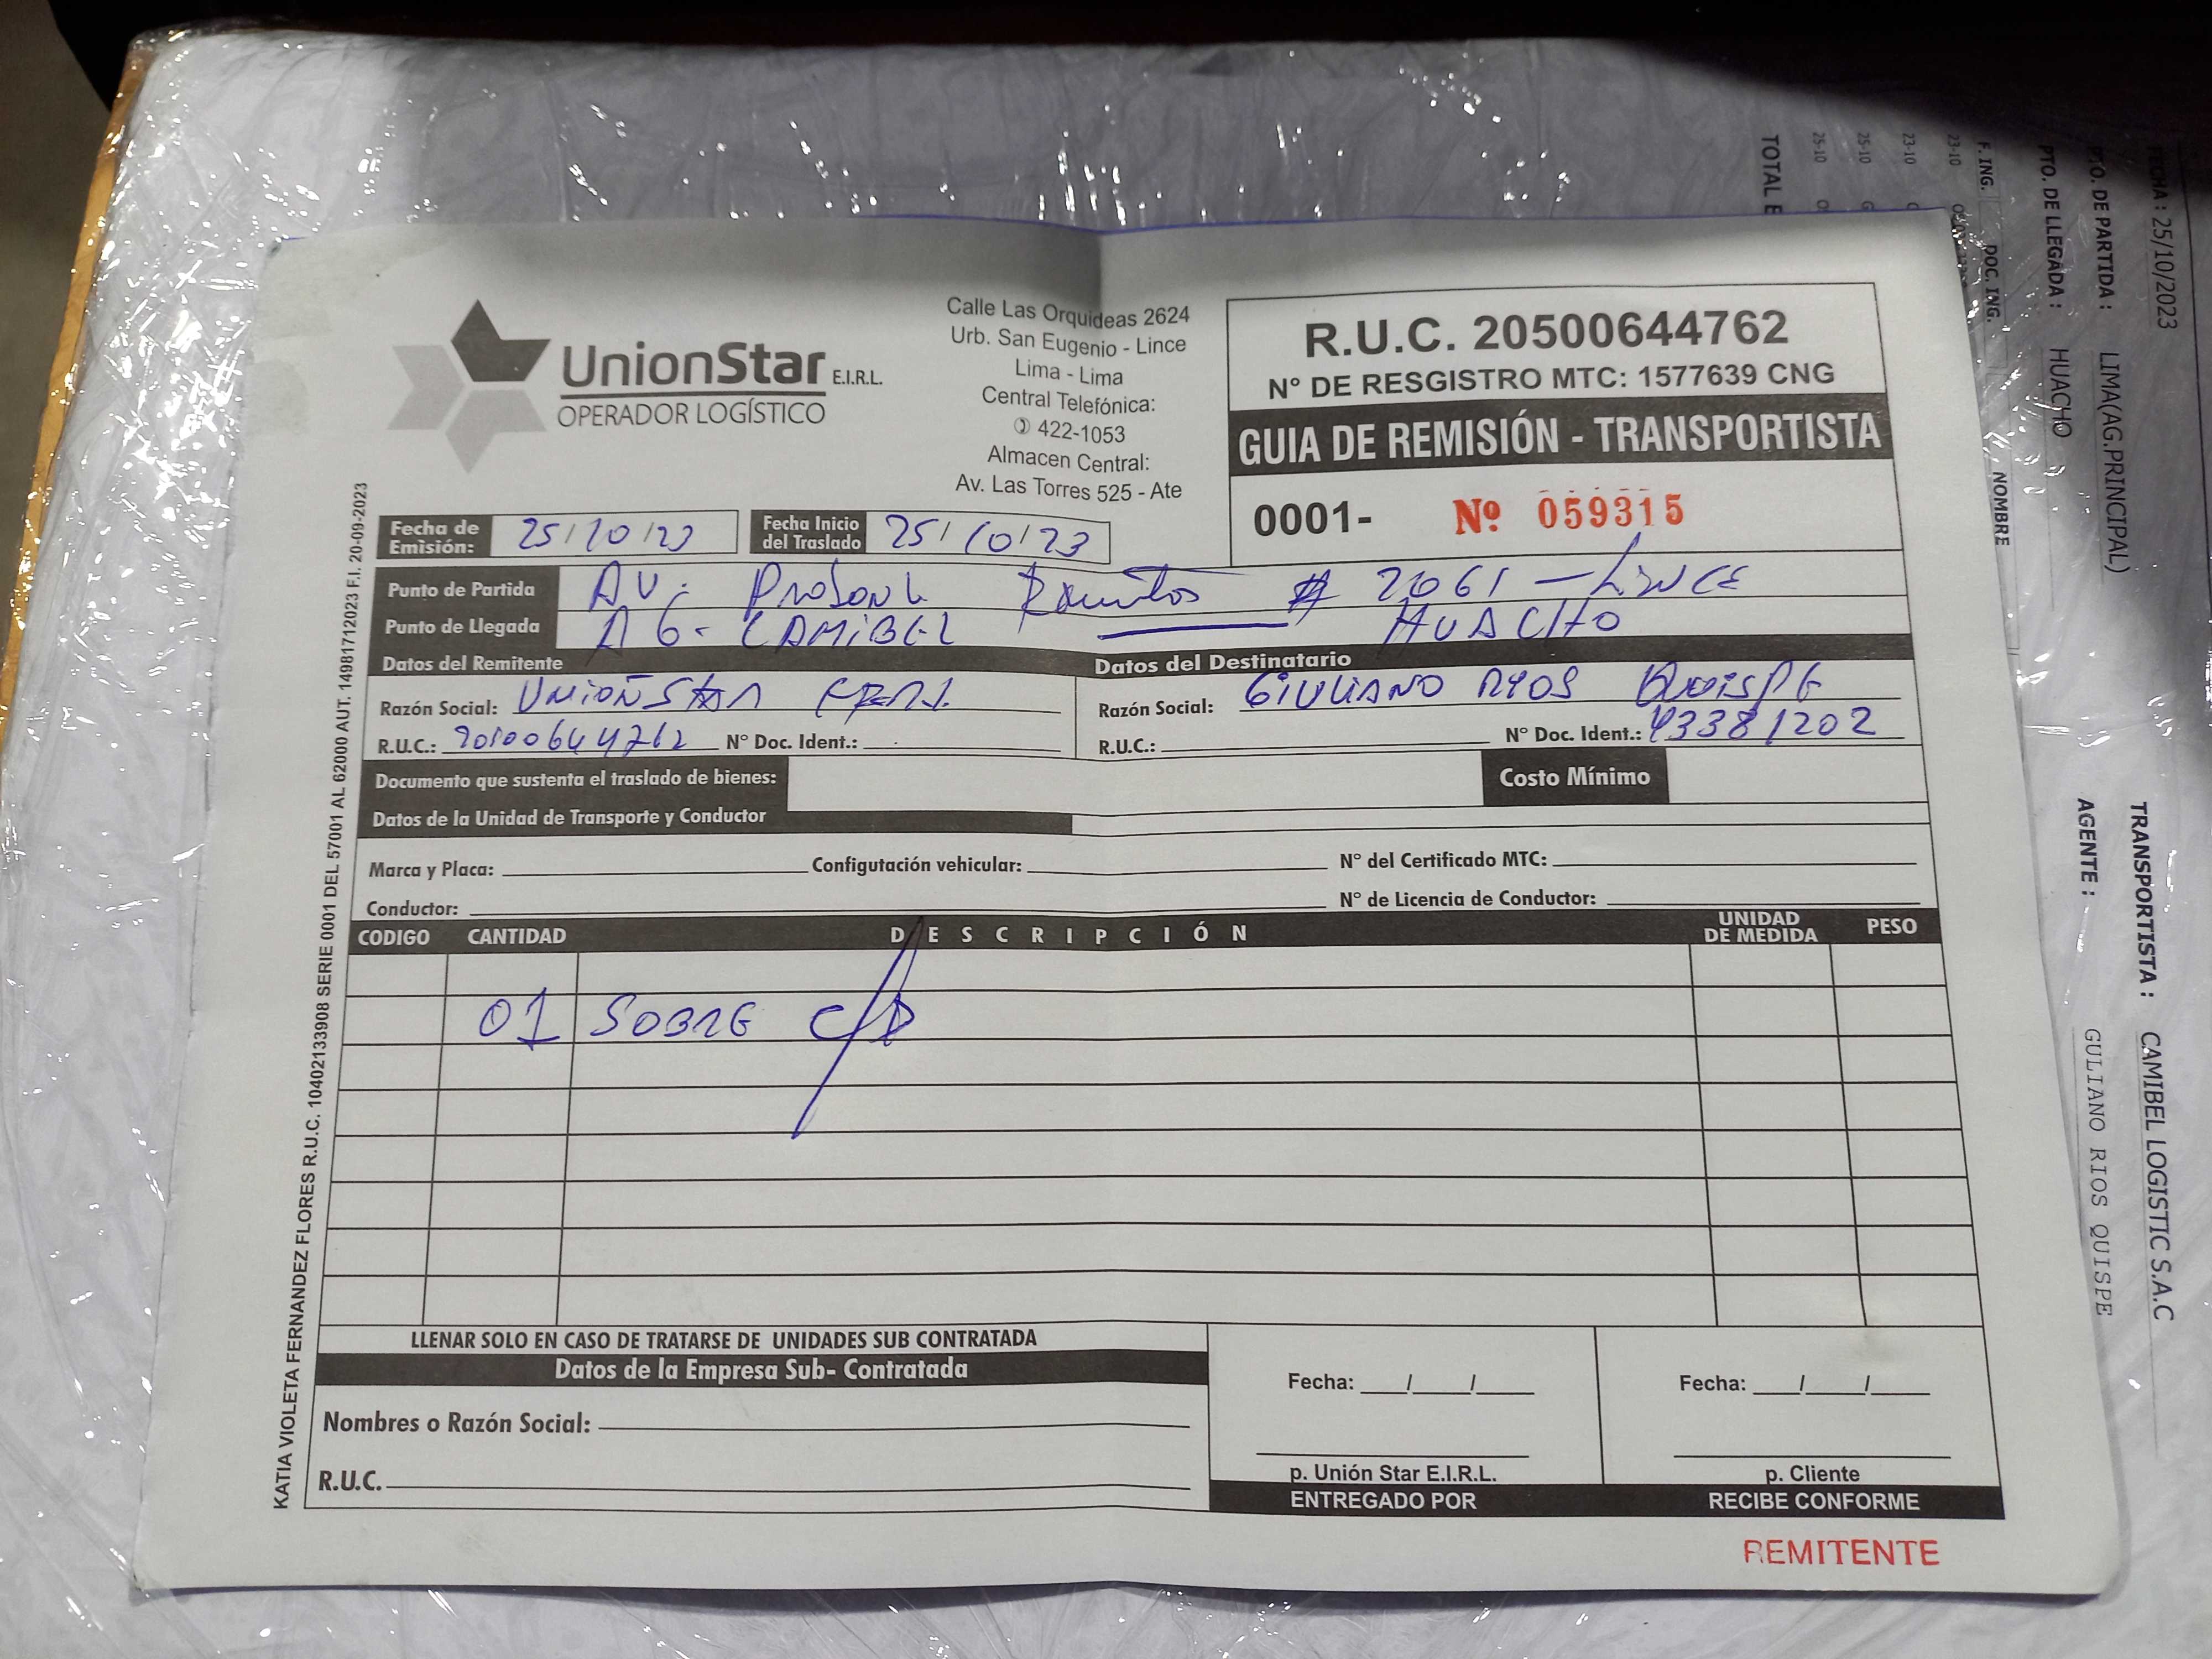 UnionStar E.I.R.L.
OPERADOR LOGÍSTICO
Calle Las Orquideas 2624
Urb. San Eugenio - Lince
Lima - Lima
Central Telefónica:
422-1053
Almacen Central:
Av. Las Torres 525 - Ate
R.U.C. 20500644762
N° DE RESGISTRO MTC: 1577639 CNG
GUIA DE REMISIÓN - TRANSPORTISTA
0001- Nº 059315
Fecha de Emisión: 25/10/23 Fecha Inicio del Traslado 25/10/23
Punto de Partida AV. # 2061 - LINCE
Punto de Llegada AG. CAMIBEL HUACHO
Datos del Remitente Datos del Destinatario
Razón Social: UNION STAR Razón Social: GIULIANO RIOS QUISPE
R.U.C.: 20500644762 N° Doc. Ident.: R.U.C.: N° Doc. Ident.: 43381202
Documento que sustenta el traslado de bienes: Costo Mínimo
Datos de la Unidad de Transporte y Conductor
Marca y Placa: Configutación vehicular: N° del Certificado MTC:
Conductor: N° de Licencia de Conductor:
CODIGO CANTIDAD DESCRIPCIÓN UNIDAD DE MEDIDA PESO
01 SOBRE C/D
LLENAR SOLO EN CASO DE TRATARSE DE UNIDADES SUB CONTRATADA
Datos de la Empresa Sub- Contratada
Nombres o Razón Social:
R.U.C.
Fecha: / / Fecha: / /
p. Unión Star E.I.R.L. p. Cliente
ENTREGADO POR RECIBE CONFORME
REMITENTE
KATIA VIOLETA FERNANDEZ FLORES R.U.C. 10402133908 SERIE 0001 DEL 57001 AL 62000 AUT. 14981712023 F.I. 20-09-2023
FECHA : 25/10/2023
PTO. DE PARTIDA : LIMA(AG.PRINCIPAL) TRANSPORTISTA : CAMIBEL LOGISTIC S.A.C
PTO. DE LLEGADA : HUACHO AGENTE : GULIANO RIOS QUISPE
F. ING. DOC. ING. NOMBRE
23-10
23-10
25-10
25-10
TOTAL E